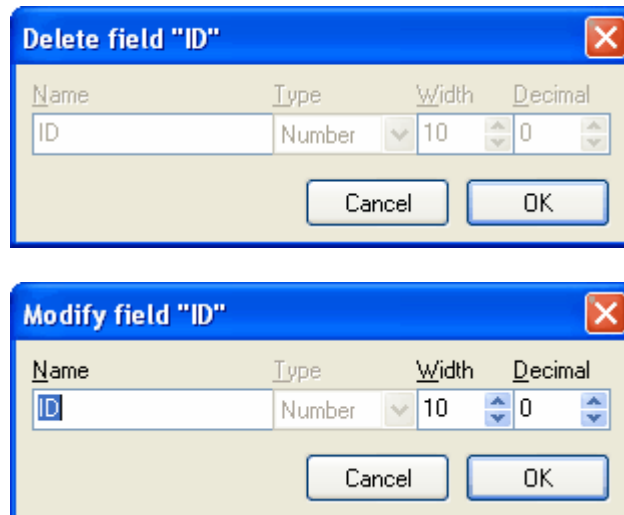 Delete field "ID"
Name Type Width Decimal
ID Number 10 0
Cancel OK
Modify field "ID"
Name Type Width Decimal
ID Number 10 0
Cancel OK